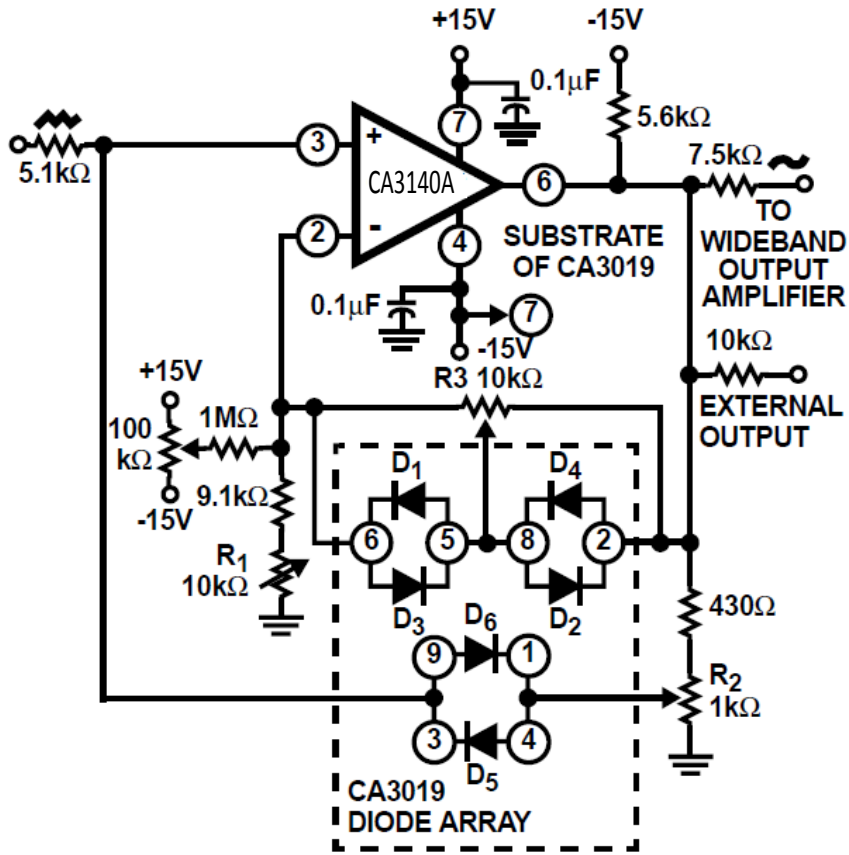 +15V
-15V
0.1μF
5.6kΩ
7
3
+
5.1kΩ
CA3140A
6
7.5kΩ
2
-
4
SUBSTRATE
OF CA3019
TO
WIDEBAND
OUTPUT
AMPLIFIER
0.1μF
7
-15V
R3 10kΩ
10kΩ
EXTERNAL
OUTPUT
+15V
100
kΩ
1MΩ
-15V
9.1kΩ
R1
10kΩ
D1
D4
6
5
8
2
D3
D2
430Ω
D6
9
1
R2
1kΩ
3
4
D5
CA3019
DIODE ARRAY